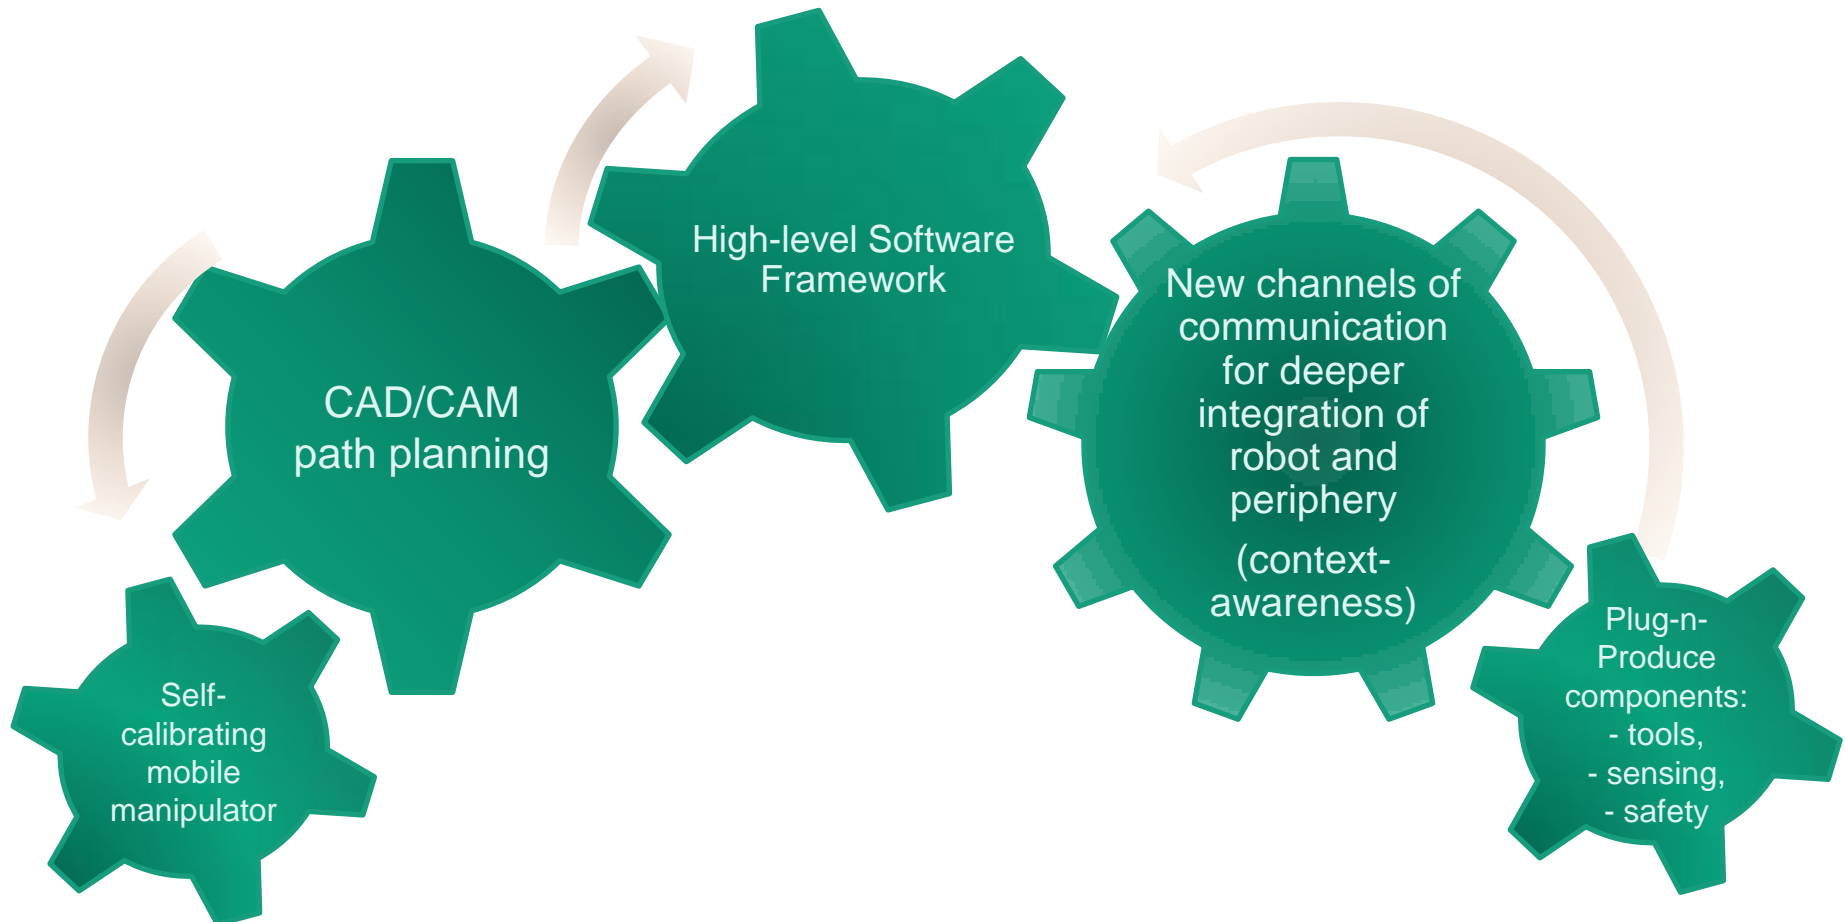 High-level Software
Framework
New channels of
communication
for deeper
integration of
robot and
periphery
(context-
awareness)
CAD/CAM
path planning
Self-
calibrating
mobile
manipulator
Plug-n-
Produce
components:
- tools,
- sensing,
- safety